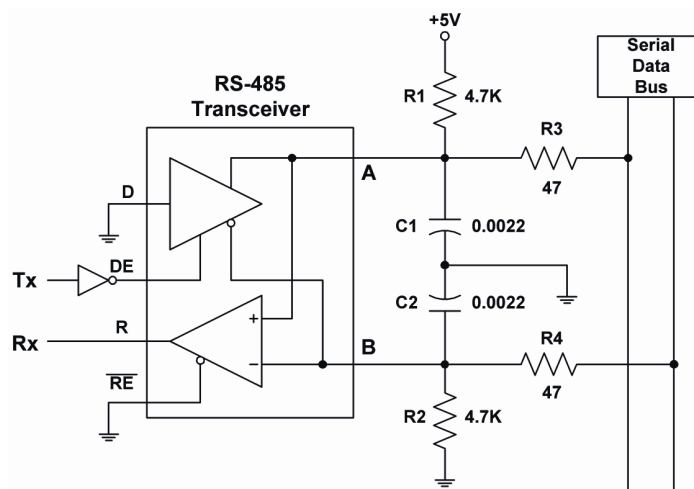 +5V
Serial
Data
Bus
RS-485
Transceiver
R1
4.7K
R3
47
A
D
C1
0.0022
Tx
DE
C2
0.0022
Rx
R
+
B
R4
47
−
RE
R2
4.7K